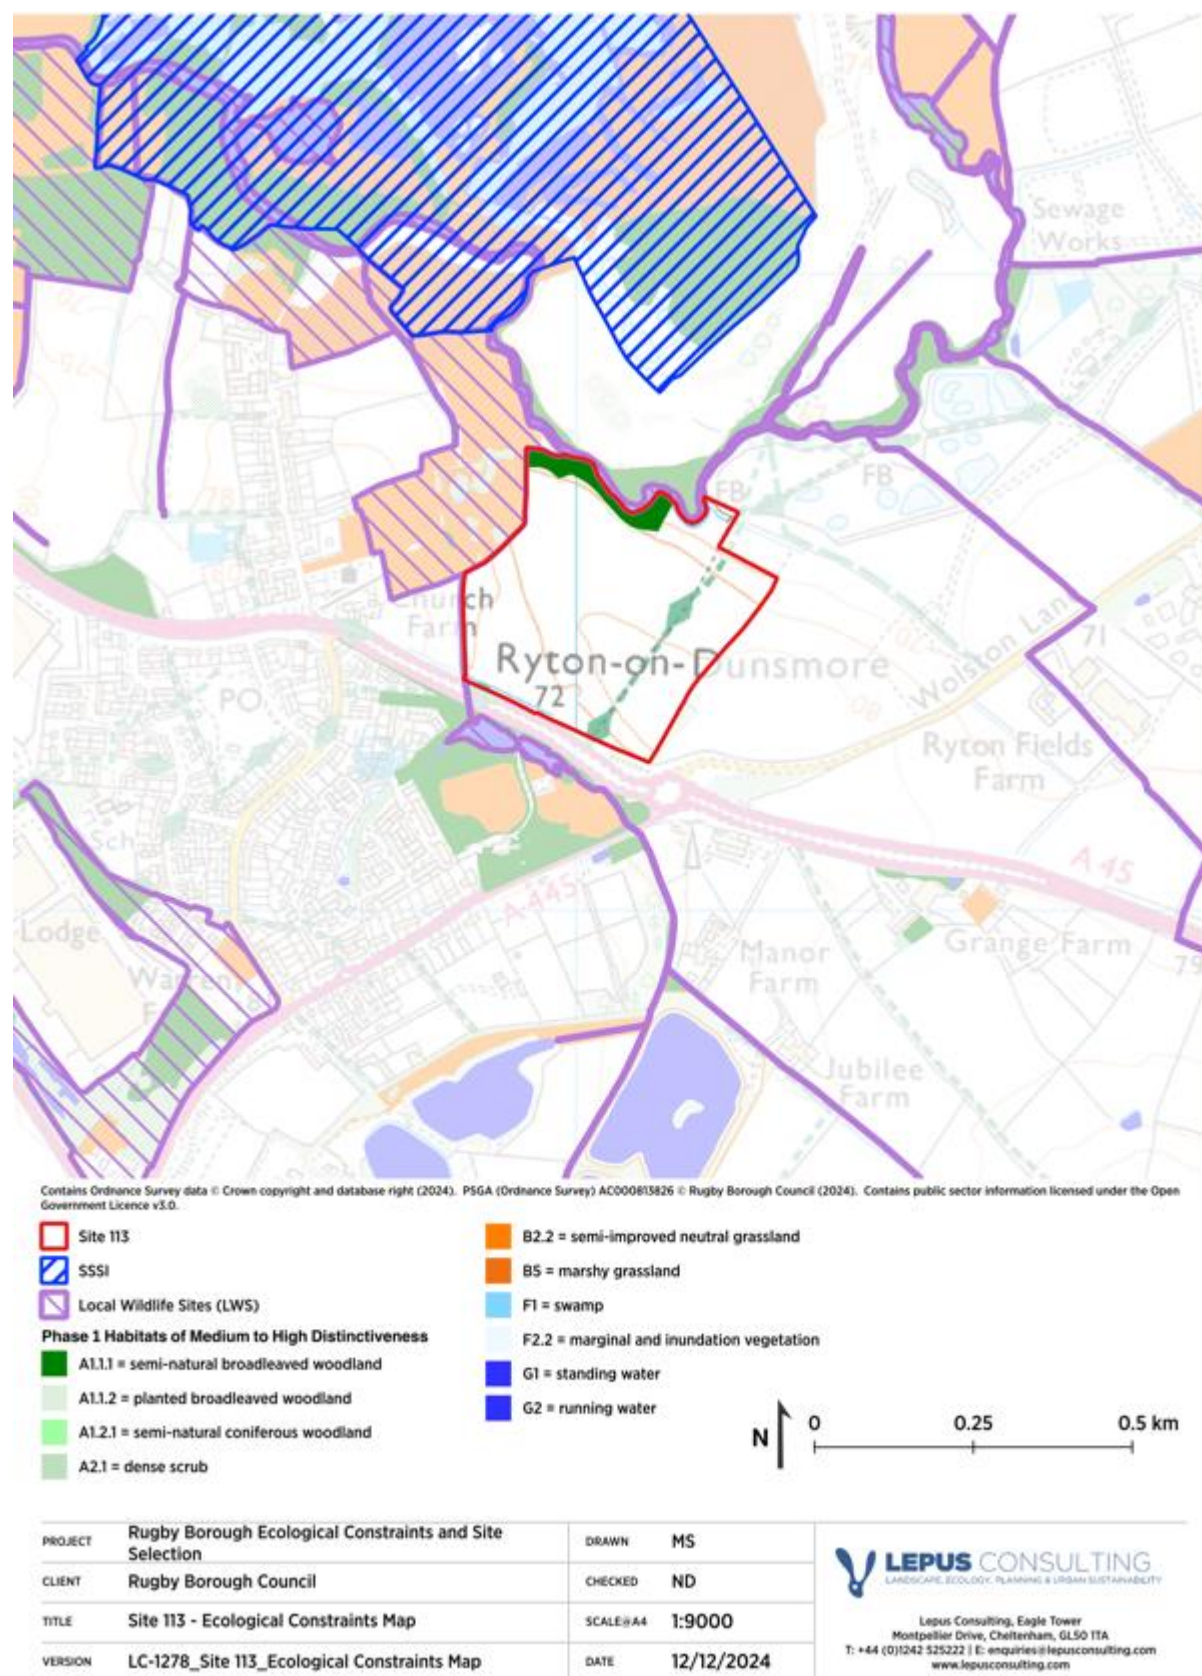 74
Sewage
Works
75
78
FB
FB
Church
Farm
Ryton-on-Dunsmore
72
80
Wolston Lan
71
PO
Ryton Fields
Farm
Sch
A 445
A 45
Lodge
Warren
F
Manor
Farm
Grange Farm
79
Jubilee
Farm
Contains Ordnance Survey data © Crown copyright and database right (2024). PSGA (Ordnance Survey) AC000813826 © Rugby Borough Council (2024). Contains public sector information licensed under the Open
Government Licence v3.0.
Site 113
SSSI
Local Wildlife Sites (LWS)
Phase 1 Habitats of Medium to High Distinctiveness
A1.1.1 = semi-natural broadleaved woodland
A1.1.2 = planted broadleaved woodland
A1.2.1 = semi-natural coniferous woodland
A2.1 = dense scrub
B2.2 = semi-improved neutral grassland
B5 = marshy grassland
F1 = swamp
F2.2 = marginal and inundation vegetation
G1 = standing water
G2 = running water
N
0 0.25 0.5 km
PROJECT Rugby Borough Ecological Constraints and Site
Selection
CLIENT Rugby Borough Council
TITLE Site 113 - Ecological Constraints Map
VERSION LC-1278_Site 113_Ecological Constraints Map
DRAWN MS
CHECKED ND
SCALE@A4 1:9000
DATE 12/12/2024
LEPUS CONSULTING
LANDSCAPE, ECOLOGY, PLANNING & URBAN SUSTAINABILITY
Lepus Consulting, Eagle Tower
Montpellier Drive, Cheltenham, GL50 1TA
T: +44 (0)1242 525222 | E: enquiries@lepusconsulting.com
www.lepusconsulting.com